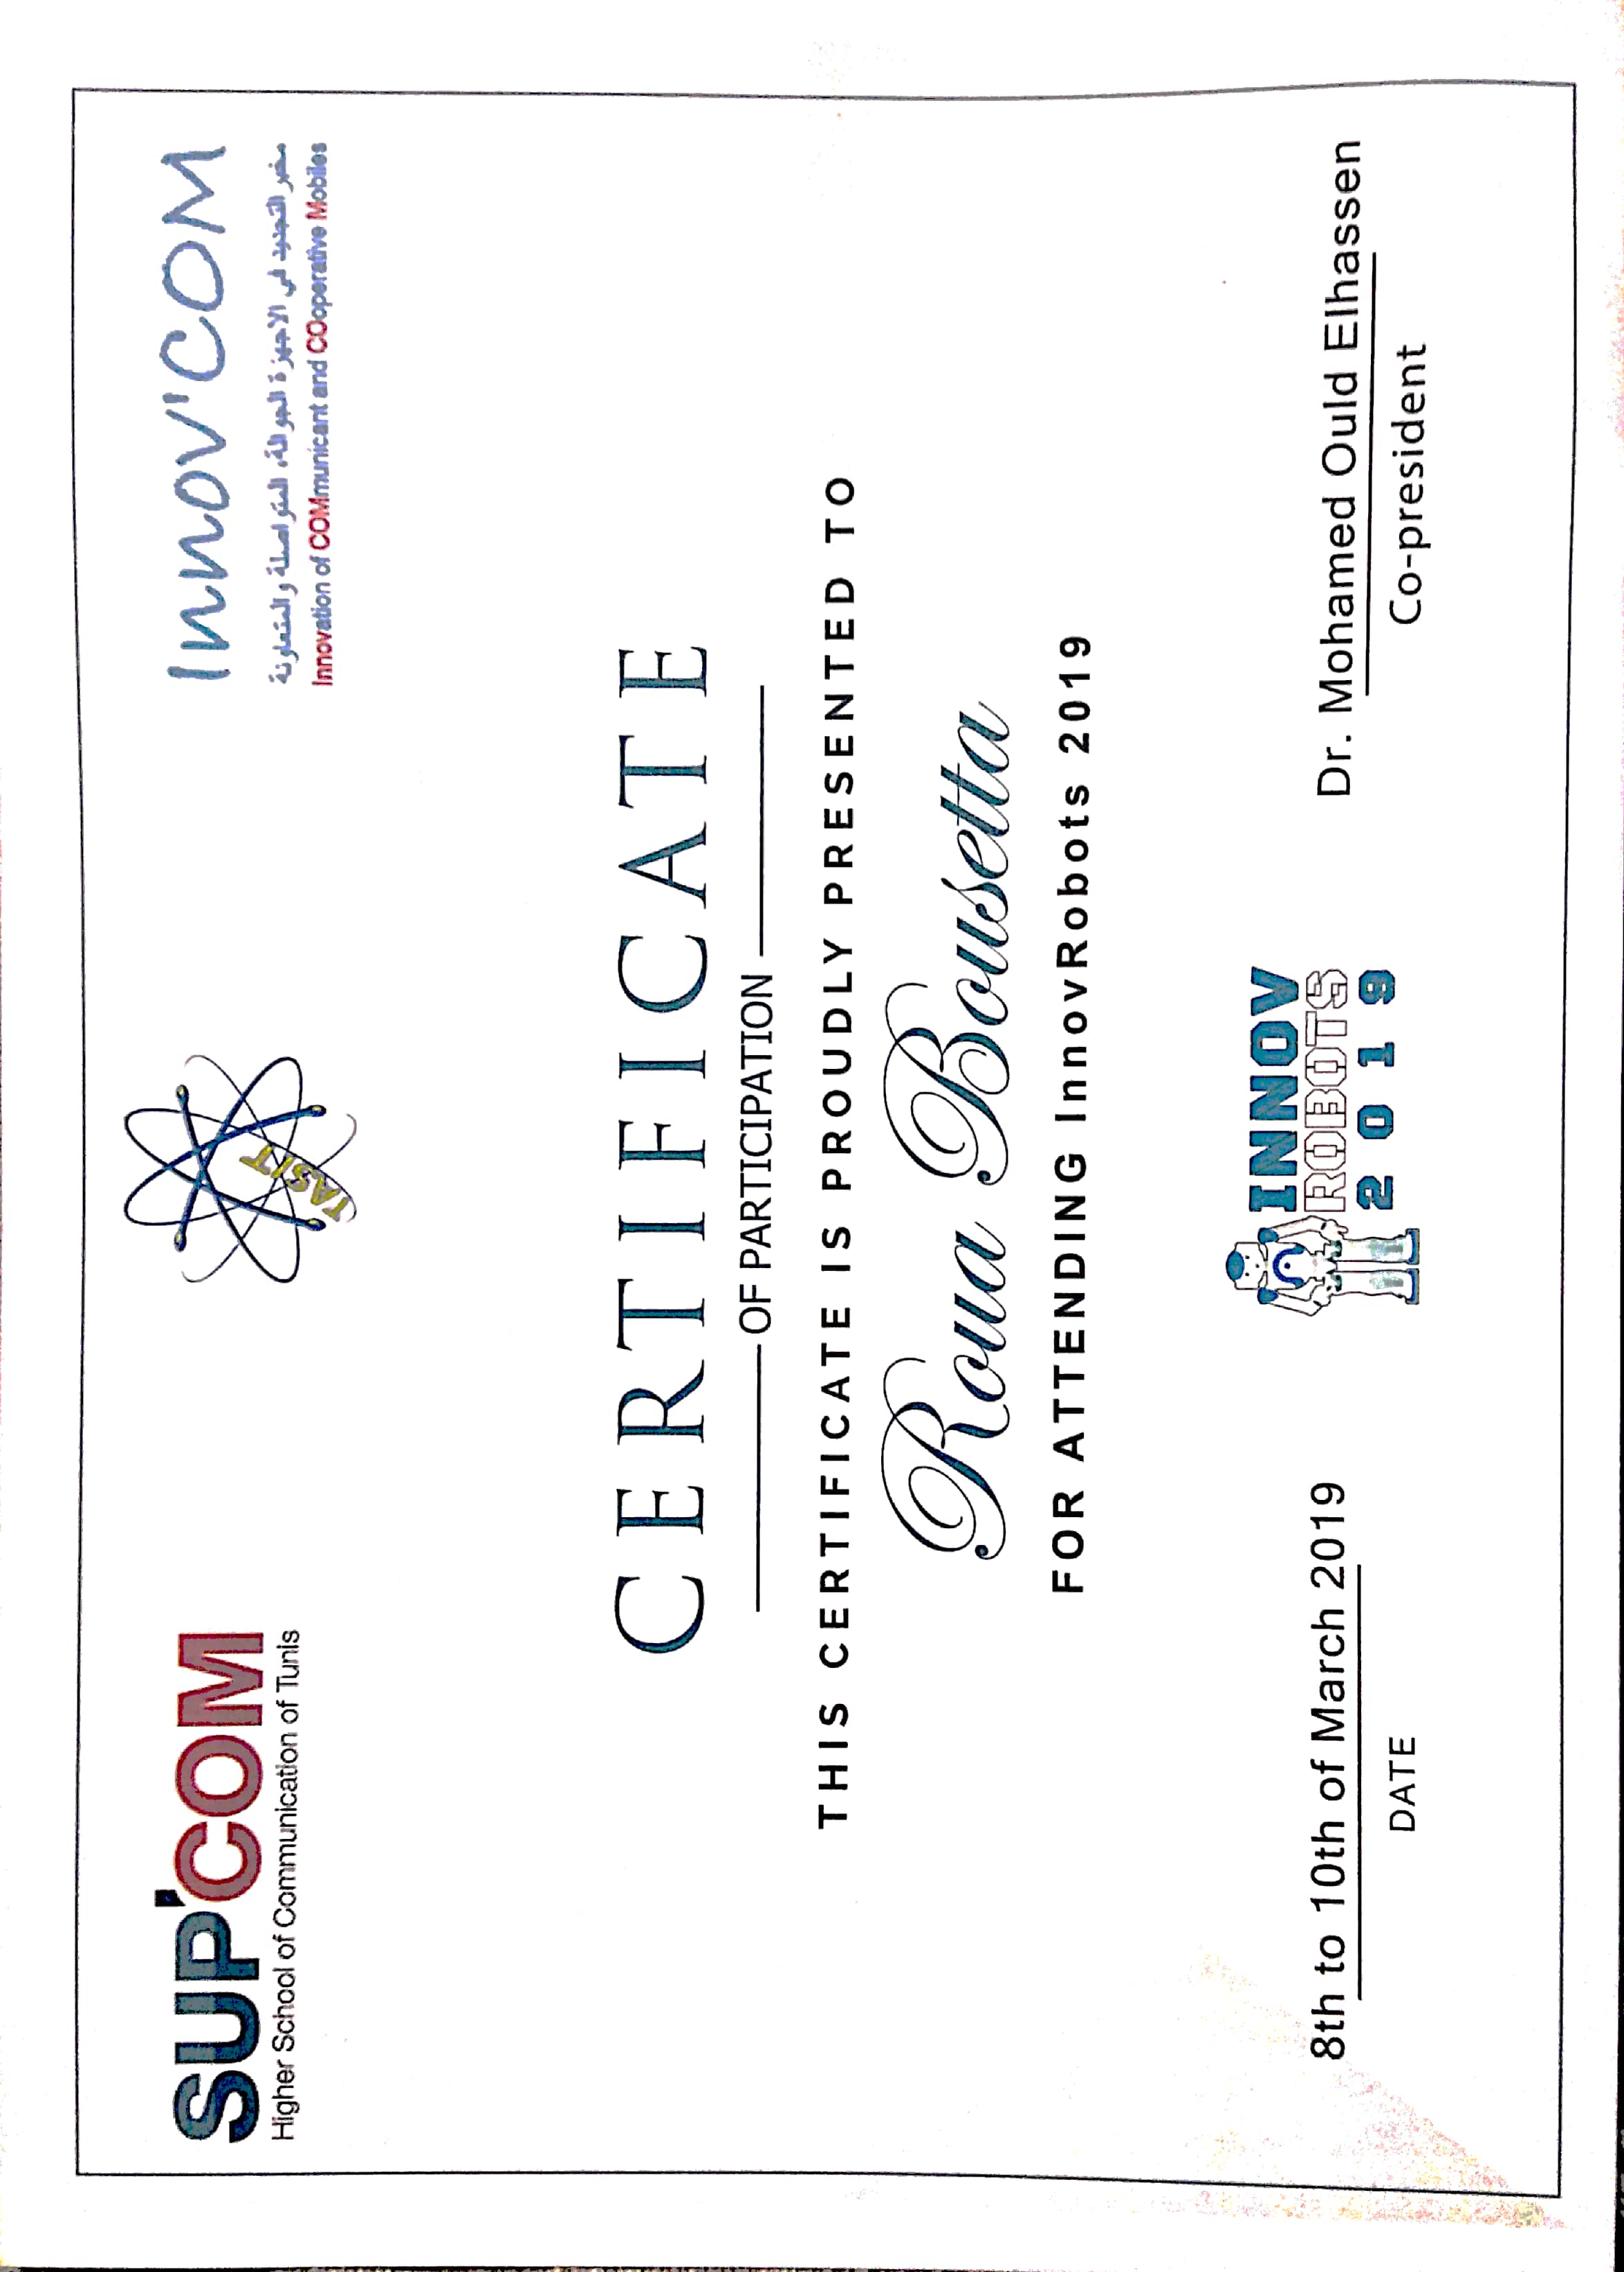 SUP'COM
Higher School of Communication of Tunis
TASIT
Innov'COM
مخبر التجديد في الاجهزة الجوالة، المتواصلة والمتعاونة
Innovation of COMmunicant and COoperative Mobiles
CERTIFICATE
OF PARTICIPATION
THIS CERTIFICATE IS PROUDLY PRESENTED TO
Roua Bousetta
FOR ATTENDING InnovRobots 2019
8th to 10th of March 2019
DATE
INNOV
ROBOTS
2019
Dr. Mohamed Ould Elhassen
Co-president